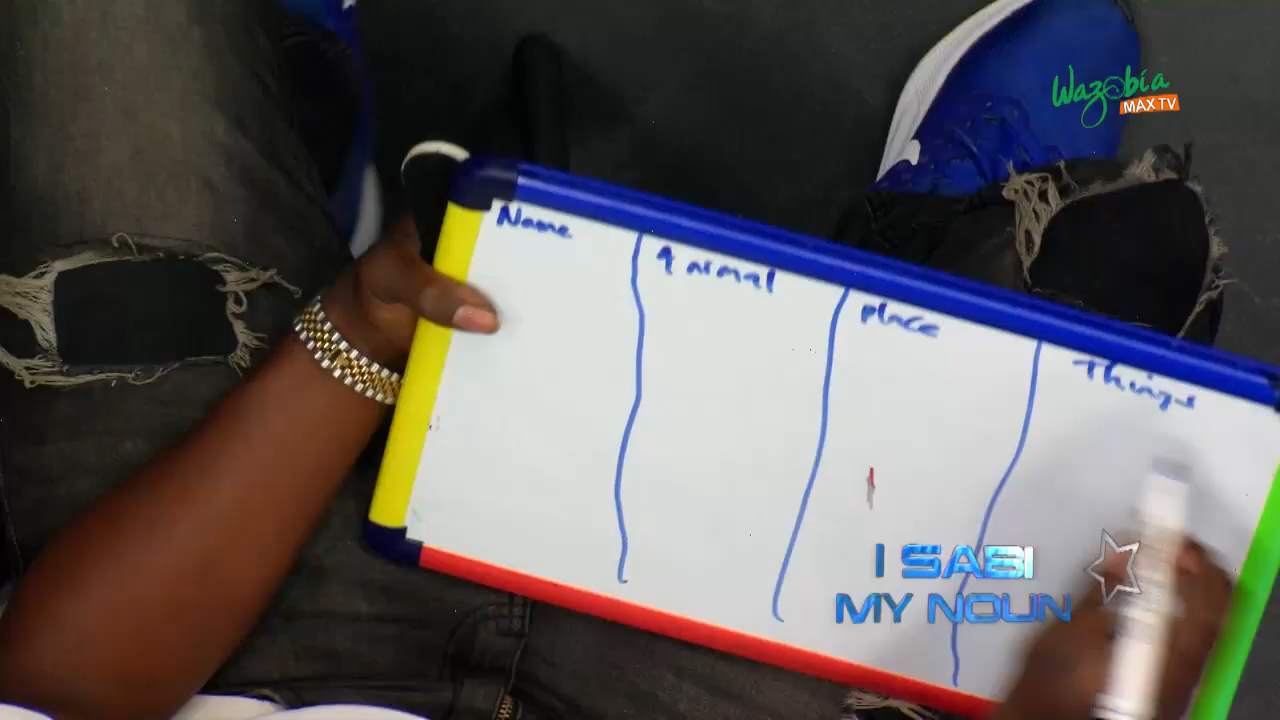 Wazobia
MAX TV
Name
Animal
place
Things
I SABI
MY NOUN